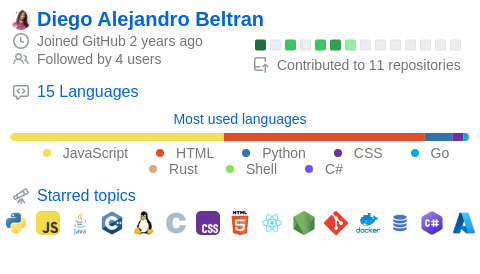 Diego Alejandro Beltran
Joined GitHub 2 years ago
Followed by 4 users
Contributed to 11 repositories
15 Languages
Most used languages
JavaScript HTML Python CSS Go
Rust Shell C#
Starred topics
JS java C++ C CSS HTML 5 docker C#